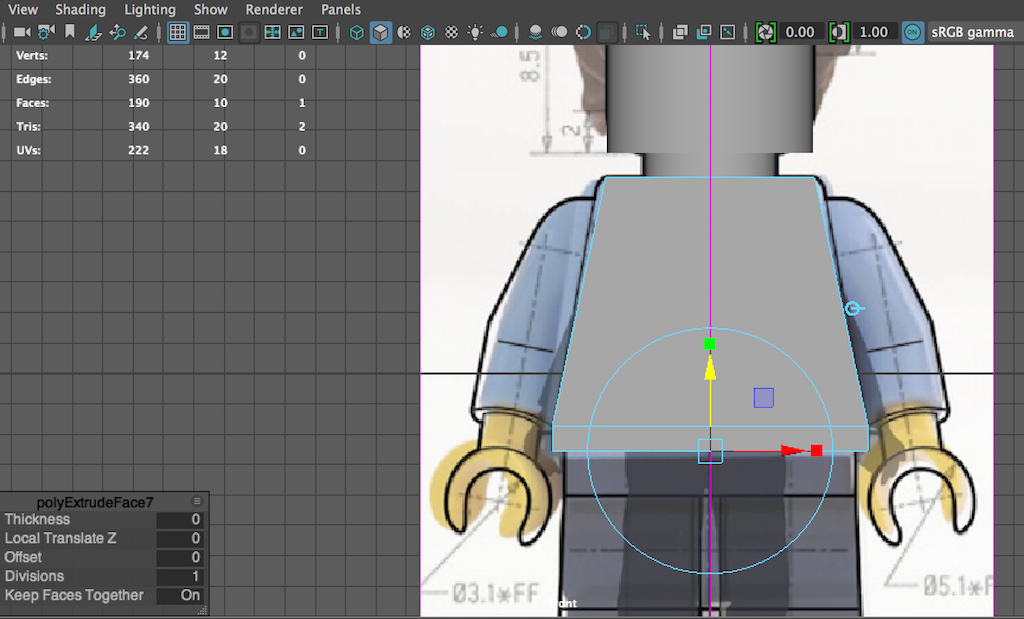 View Shading Lighting Show Renderer Panels
0.00 1.00 ON sRGB gamma
Verts: 174 12 0
Edges: 360 20 0
Faces: 190 10 1
Tris: 340 20 2
UVs: 222 18 0
8.5
2
polyExtrudeFace7
Thickness 0
Local Translate Z 0
Offset 0
Divisions 1
Keep Faces Together On
Ø3.1*FF
Ø5.1*F